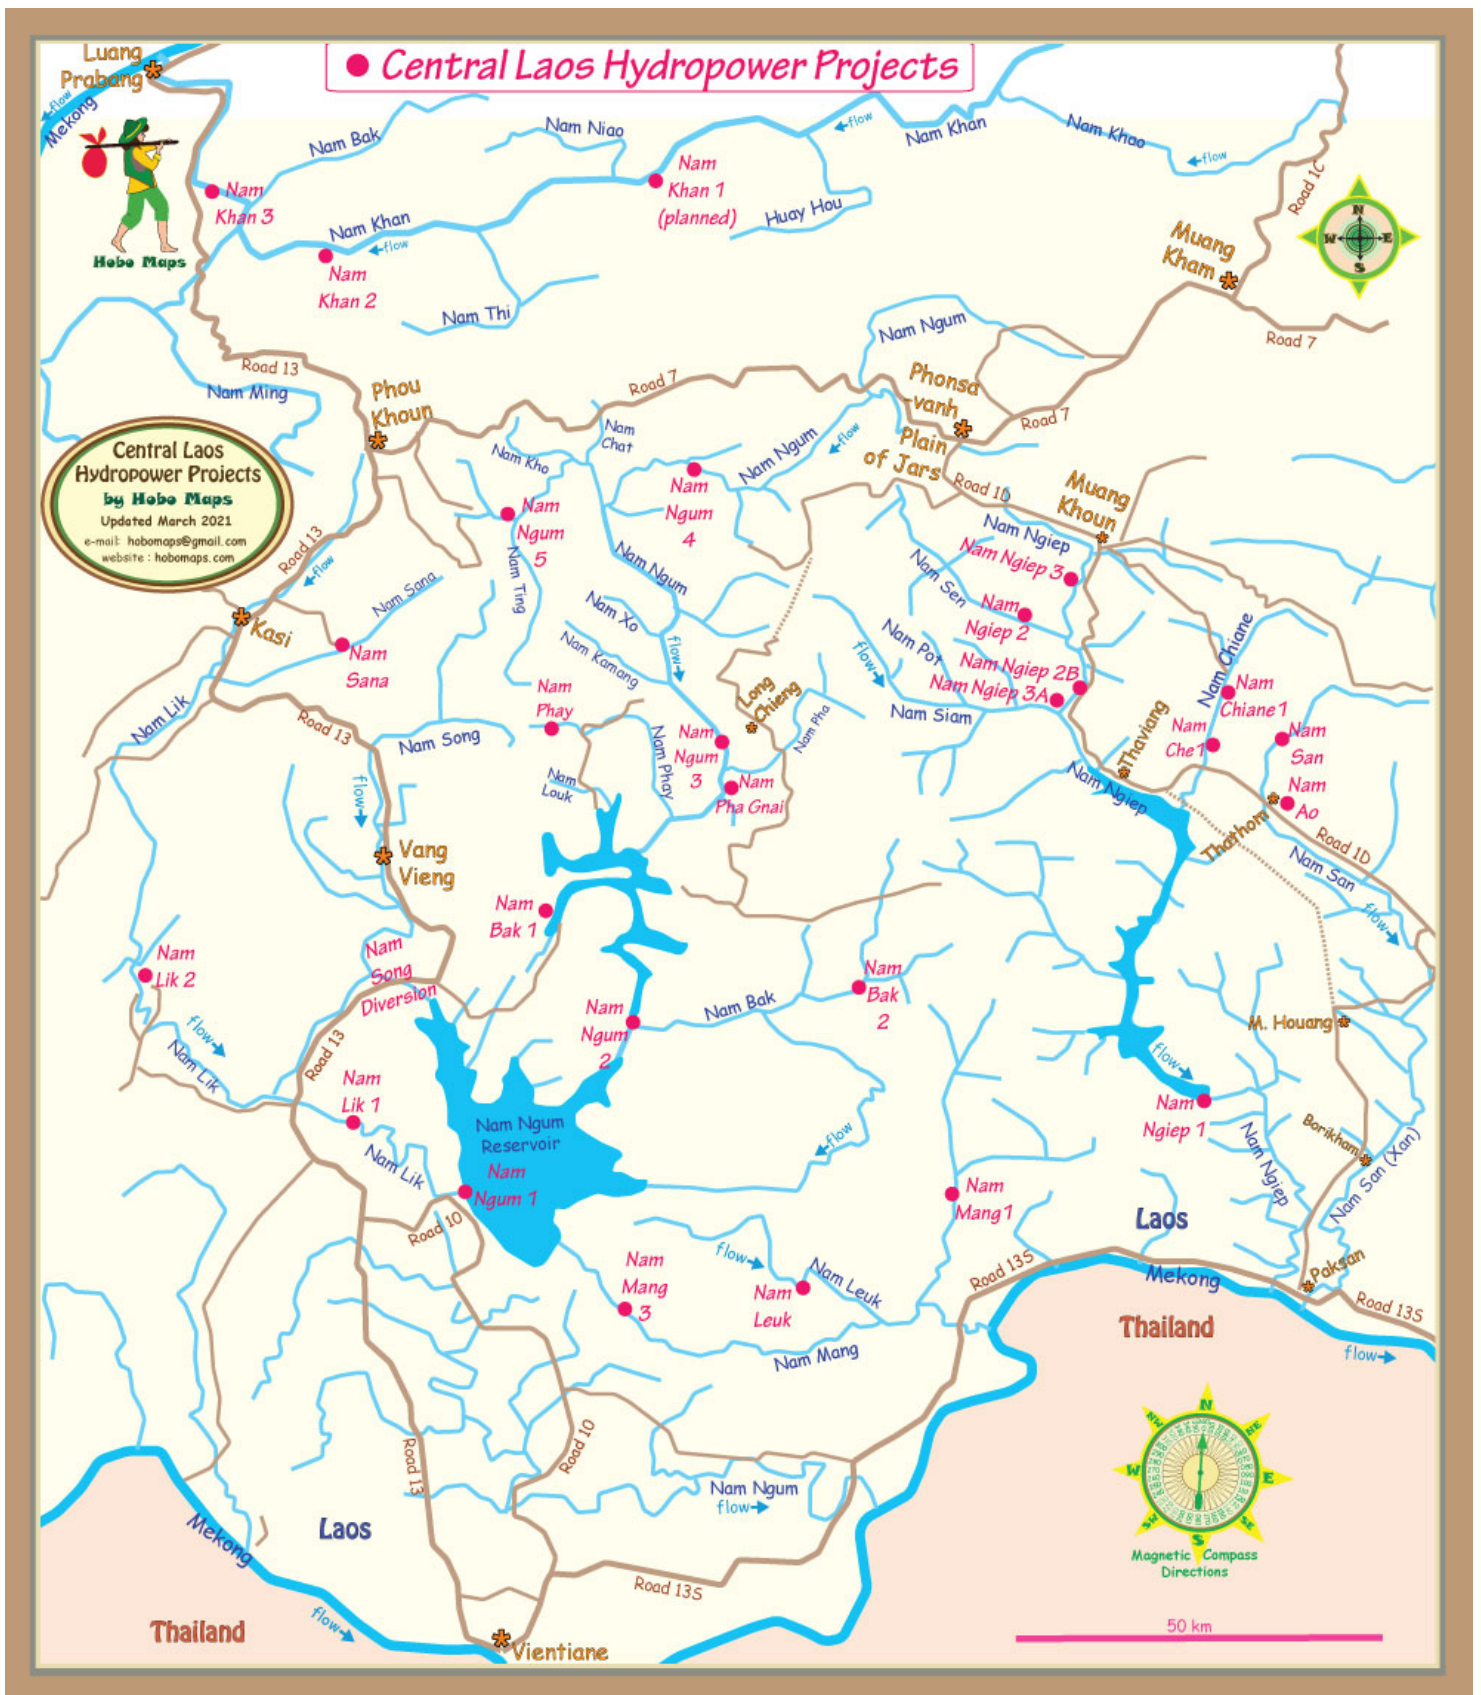 Central Laos Hydropower Projects
Luang
Prabang
flow
Mekong
Hobo Maps
Nam Bak
Nam Niao
Nam
Khan 1
(planned)
flow
Nam Khan
Nam Khao
flow
Road 1C
Nam
Khan 3
Nam Khan
flow
Huay Hou
Nam
Khan 2
Nam Thi
Muang
Kham
N
W
E
S
Road 7
Nam Ngum
Road 13
Nam Ming
Phou
Khoun
Road 7
Phonsa
-vanh
Road 7
Plain
of Jars
Nam
Chat
Nam Kho
Nam Ngum
flow
Nam
Ngum
4
Road 1D
Muang
Khoun
Central Laos
Hydropower Projects
by Hobo Maps
Updated March 2021
e-mail: hobomaps@gmail.com
website : hobomaps.com
Nam
Ngum
5
Road 13
flow
Nam Ting
Nam Ngum
Nam Ngiep
Nam Ngiep 3
Nam Sen
Nam
Ngiep 2
Nam Sana
Nam Xo
Nam Kamang
flow
Kasi
Nam
Sana
Nam Pot
flow
Nam Ngiep 2B
Nam Ngiep 3A
Nam Chiane
Nam
Chiane1
Nam Lik
Road 13
Nam
Phay
Long
Chieng
Nam Siam
Nam Pha
Thaviang
Nam
Che1
Nam
San
Nam Song
Nam Phay
Nam
Ngum
3
Nam
Louk
Nam
Pha Gnai
Nam Ngiep
Nam
Ao
flow
Thathom
Road 1D
Vang
Vieng
Nam San
flow
Nam
Bak 1
Nam
Lik 2
Nam
Song
Diversion
Nam
Bak
2
Nam
Ngum
2
Nam Bak
M. Houang
flow
Nam Lik
Road 13
Nam
Lik 1
flow
Nam
Ngiep 1
Nam Ngum
Reservoir
Nam
Ngum 1
flow
Nam Lik
Nam Ngiep
Borikham
Nam San (Xan)
Nam
Mang1
Laos
Road 10
Nam
Mang
3
flow
Nam
Leuk
Nam Leuk
Road 13S
Mekong
Paksan
Road 13S
Thailand
flow
Nam Mang
Road 13
Road 10
Nam Ngum
flow
Laos
Mekong
N
NE
E
SE
S
SW
W
NW
Magnetic Compass
Directions
Road 13S
Thailand
flow
Vientiane
50 km